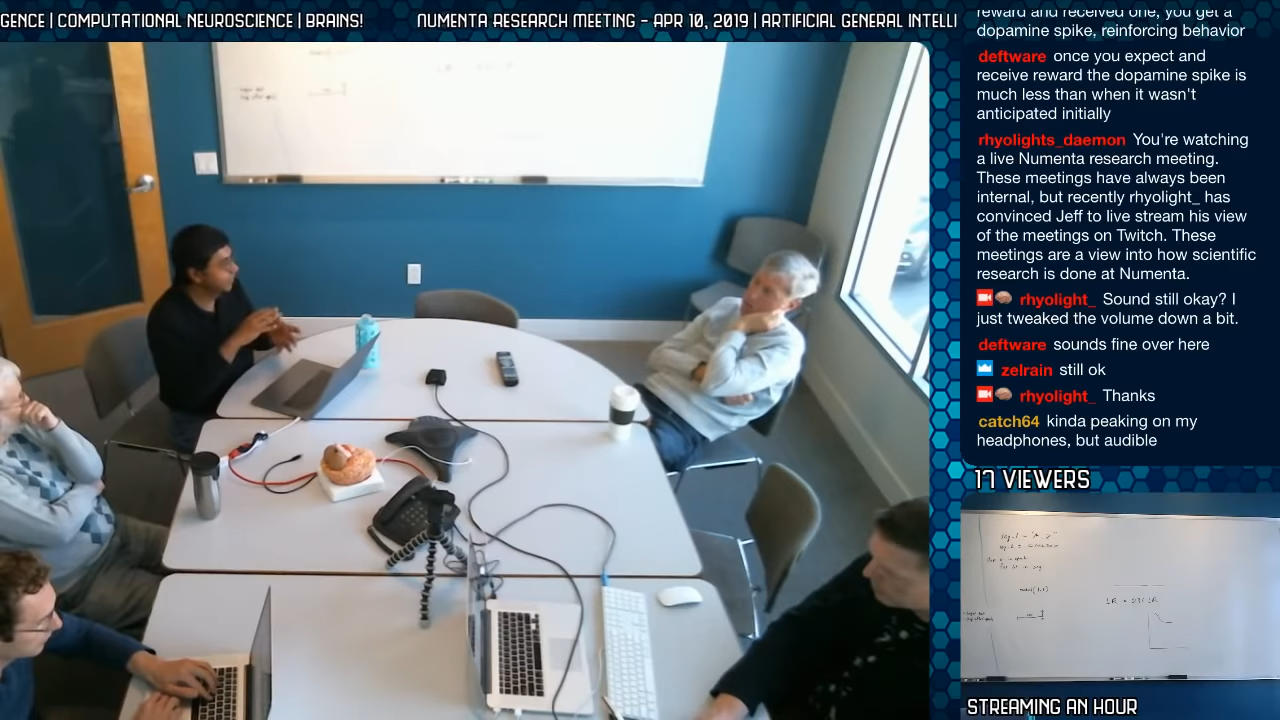 GENCE | COMPUTATIONAL NEUROSCIENCE | BRAINS! NUMENTA RESEARCH MEETING - APR 10, 2019 | ARTIFICIAL GENERAL INTELLI
reward and received one, you get a
dopamine spike, reinforcing behavior
deftware once you expect and
receive reward the dopamine spike is
much less than when it wasn't
anticipated initially
rhyolights_daemon You're watching
a live Numenta research meeting.
These meetings have always been
internal, but recently rhyolight_ has
convinced Jeff to live stream his view
of the meetings on Twitch. These
meetings are a view into how scientific
research is done at Numenta.
rhyolight_ Sound still okay? I
just tweaked the volume down a bit.
deftware sounds fine over here
zelrain still ok
rhyolight_ Thanks
catch64 kinda peaking on my
headphones, but audible
17 VIEWERS
STREAMING AN HOUR